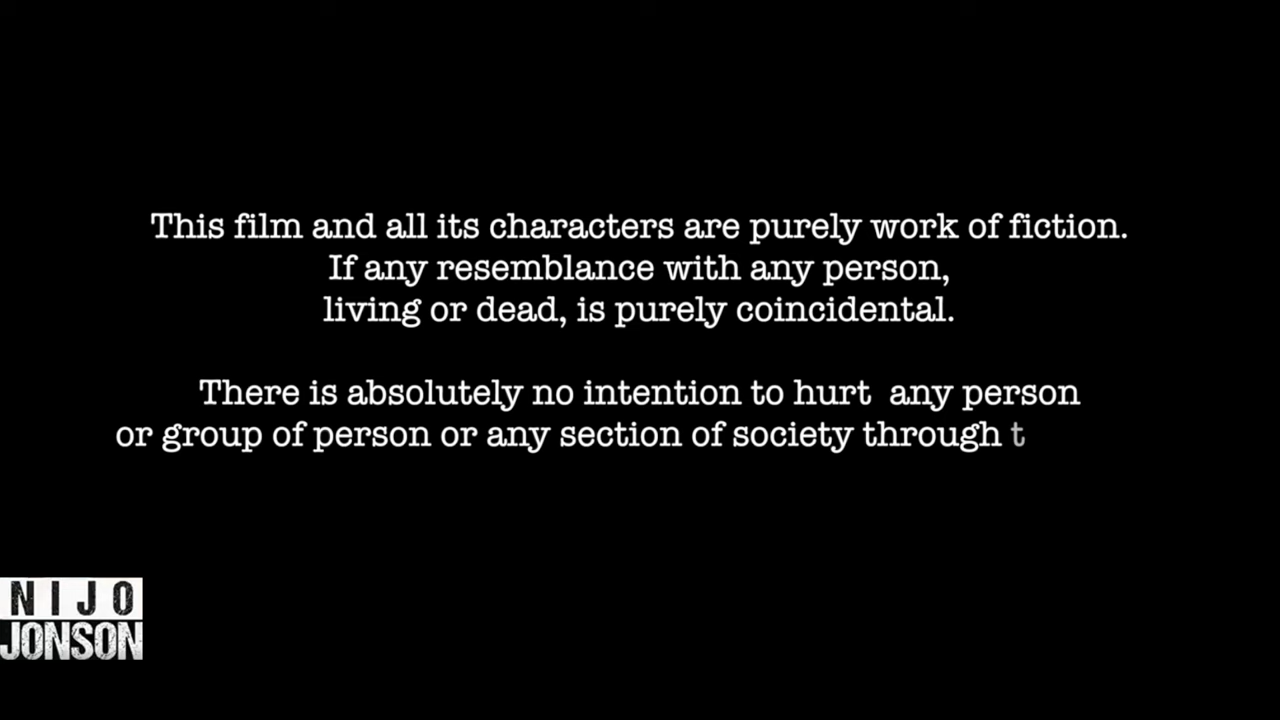 This film and all its characters are purely work of fiction.
If any resemblance with any person,
living or dead, is purely coincidental.
There is absolutely no intention to hurt  any person
or group of person or any section of society through t
NIJO
JONSON